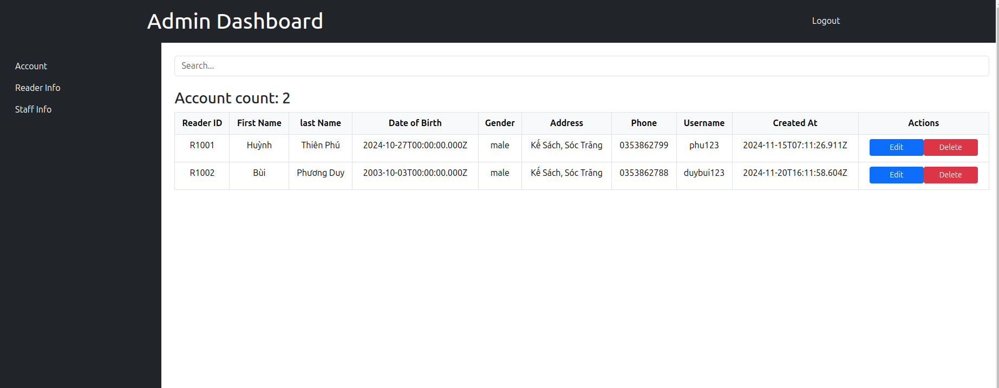 Admin Dashboard
Logout
Account
Reader Info
Staff Info
Search...
Account count: 2
Reader ID First Name last Name Date of Birth Gender Address Phone Username Created At Actions
R1001 Huỳnh Thiên Phú 2024-10-27T00:00:00.000Z male Kế Sách, Sóc Trăng 0353862799 phu123 2024-11-15T07:11:26.911Z Edit Delete
R1002 Bùi Phương Duy 2003-10-03T00:00:00.000Z male Kế Sách, Sóc Trăng 0353862788 duybui123 2024-11-20T16:11:58.604Z Edit Delete